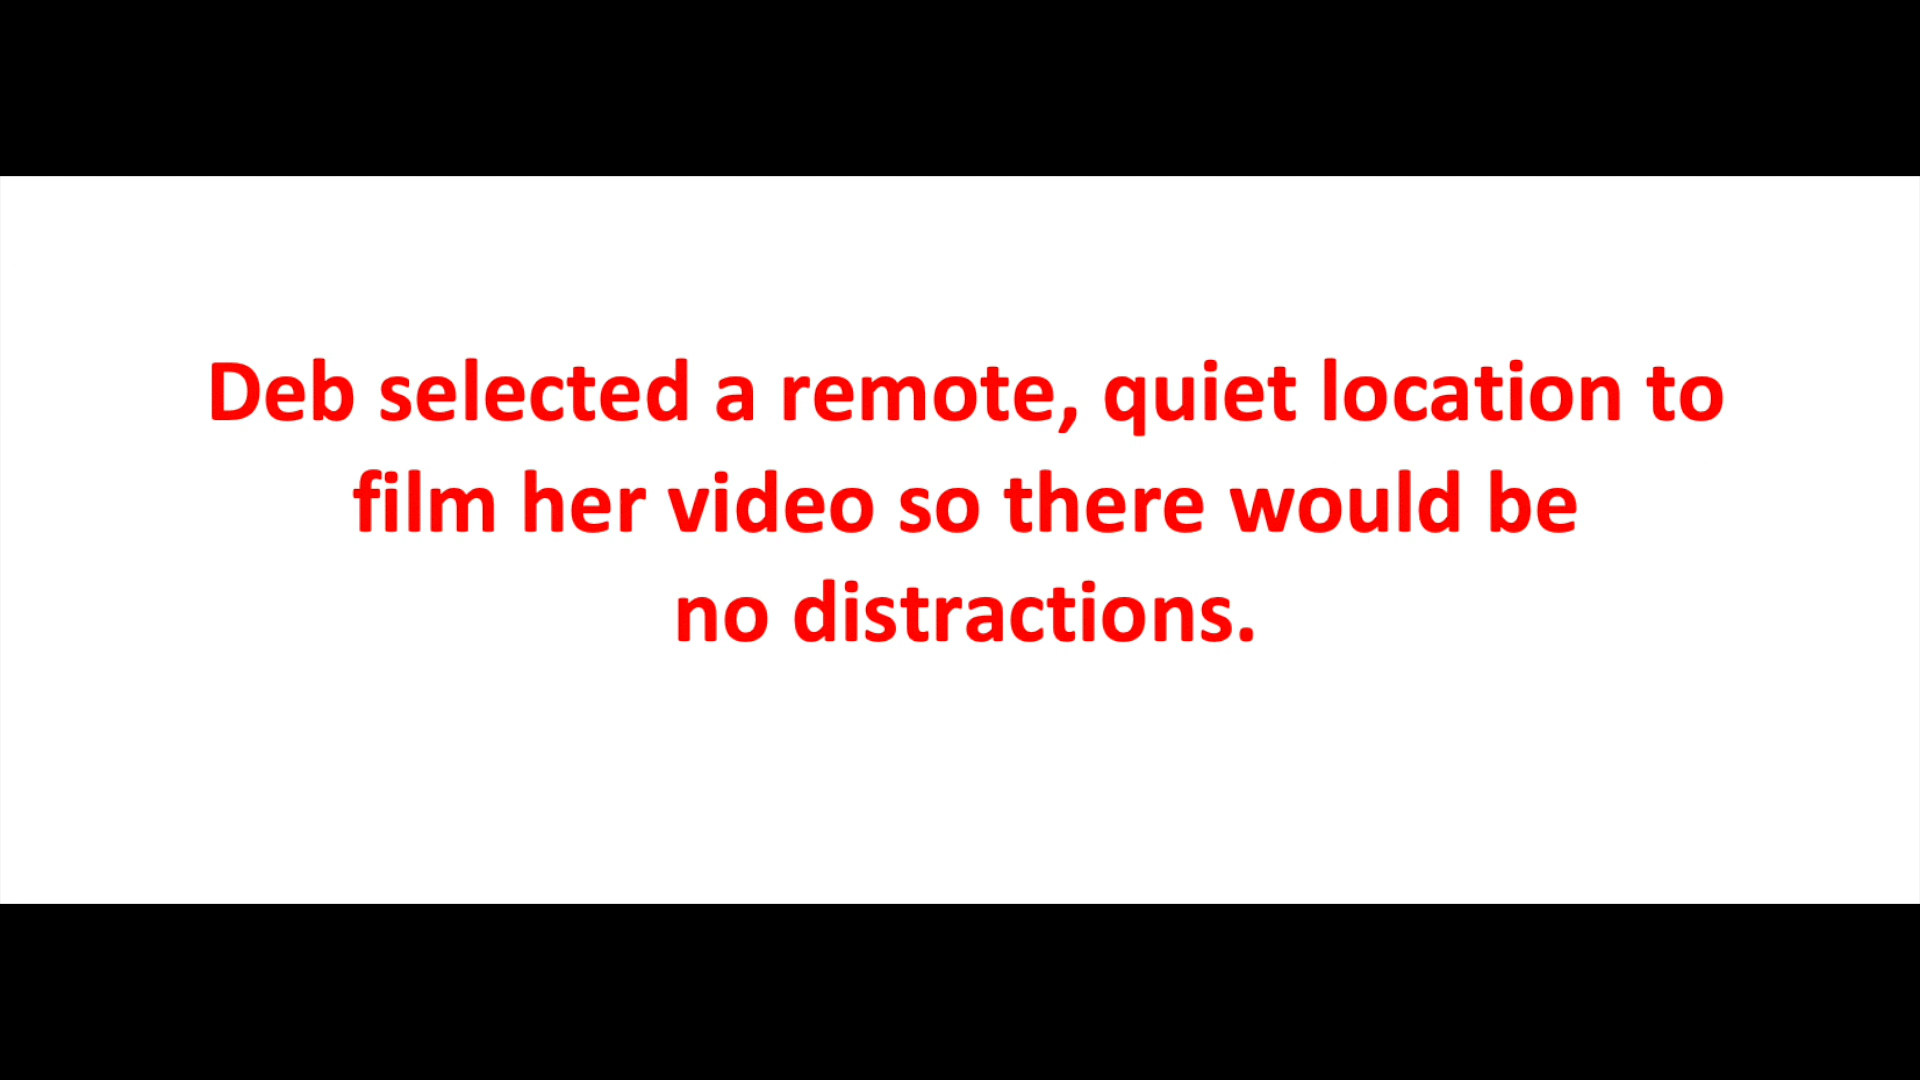 Deb selected a remote, quiet location to
film her video so there would be
no distractions.